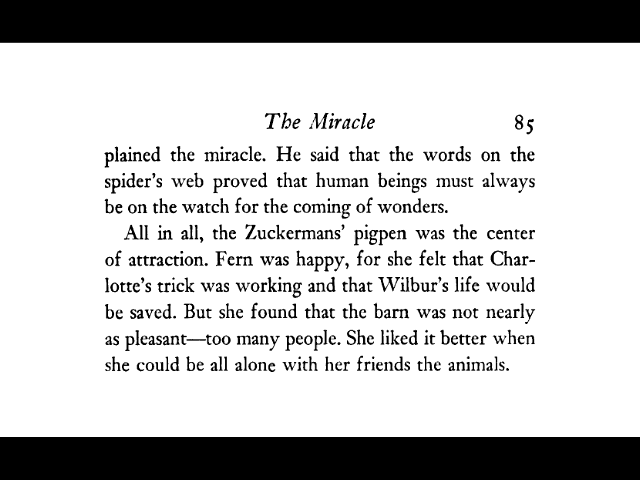 The Miracle 85
plained the miracle. He said that the words on the
spider's web proved that human beings must always
be on the watch for the coming of wonders.
All in all, the Zuckermans' pigpen was the center
of attraction. Fern was happy, for she felt that Char-
lotte's trick was working and that Wilbur's life would
be saved. But she found that the barn was not nearly
as pleasant—too many people. She liked it better when
she could be all alone with her friends the animals.